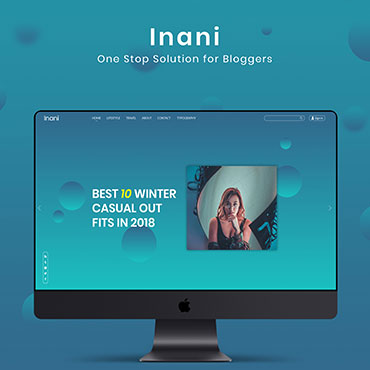 Inani
One Stop Solution for Bloggers
Inani
HOME LIFESTYLE TRAVEL ABOUT CONTACT TYPOGRAPHY
Sign In
BEST 10 WINTER
CASUAL OUT
FITS IN 2018